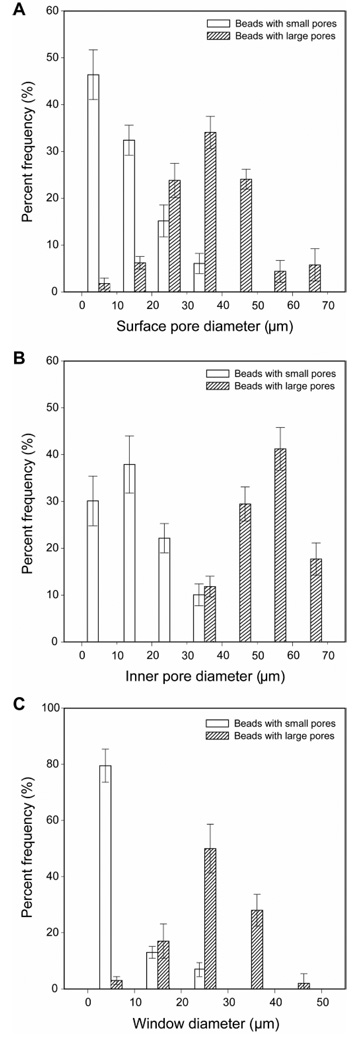 A
60
50
40
30
20
10
0
Percent frequency (%)
Beads with small pores
Beads with large pores
0 10 20 30 40 50 60 70
Surface pore diameter (µm)
B
60
50
40
30
20
10
0
Percent frequency (%)
Beads with small pores
Beads with large pores
0 10 20 30 40 50 60 70
Inner pore diameter (µm)
C
100
80
60
40
20
0
Percent frequency (%)
Beads with small pores
Beads with large pores
0 10 20 30 40 50
Window diameter (µm)